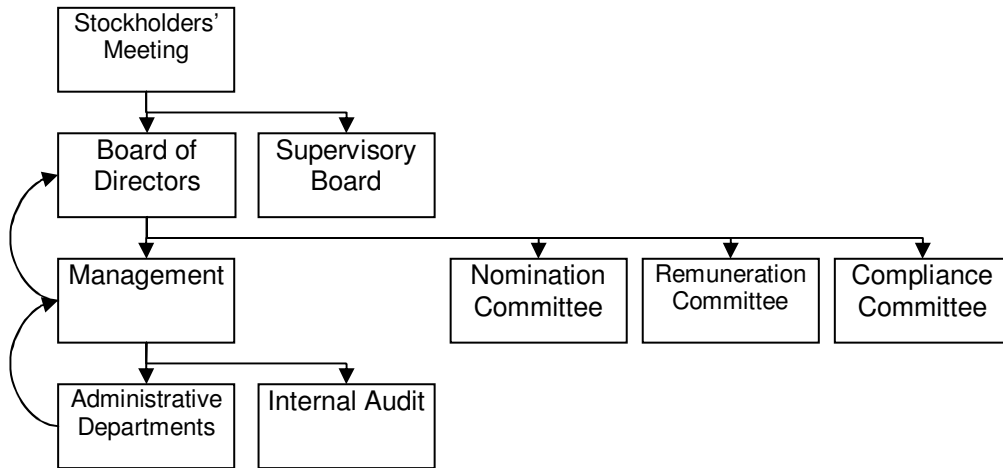 Stockholders’
Meeting
Board of
Directors
Supervisory
Board
Management
Nomination
Committee
Remuneration
Committee
Compliance
Committee
Administrative
Departments
Internal Audit